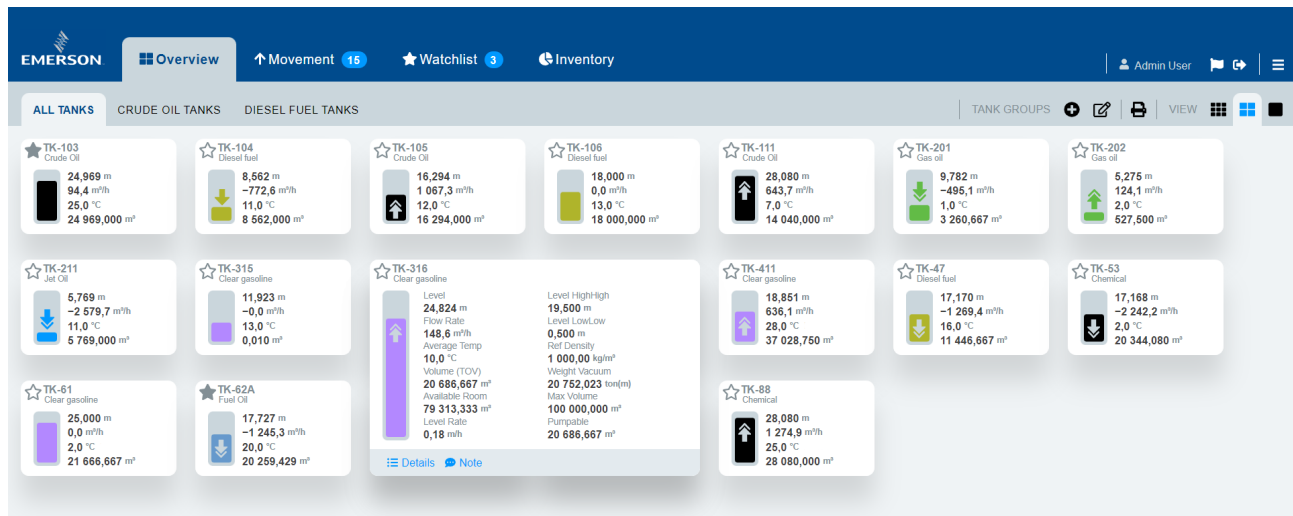 EMERSON
Overview
Movement 15
Watchlist 3
Inventory
Admin User
ALL TANKS
CRUDE OIL TANKS
DIESEL FUEL TANKS
TANK GROUPS
VIEW
TK-103
Crude Oil
24,969 m
94,4 m³/h
25,0 °C
24 969,000 m³
TK-104
Diesel fuel
8,562 m
−772,6 m³/h
11,0 °C
8 562,000 m³
TK-105
Crude Oil
16,294 m
1 067,3 m³/h
12,0 °C
16 294,000 m³
TK-106
Diesel fuel
18,000 m
0,0 m³/h
13,0 °C
18 000,000 m³
TK-111
Crude Oil
28,080 m
643,7 m³/h
7,0 °C
14 040,000 m³
TK-201
Gas oil
9,782 m
−495,1 m³/h
1,0 °C
3 260,667 m³
TK-202
Gas oil
5,275 m
124,1 m³/h
2,0 °C
527,500 m³
TK-211
Jet Oil
5,769 m
−2 579,7 m³/h
11,0 °C
5 769,000 m³
TK-315
Clear gasoline
11,923 m
−0,0 m³/h
13,0 °C
0,010 m³
TK-316
Clear gasoline
Level
24,824 m
Flow Rate
148,6 m³/h
Average Temp
10,0 °C
Volume (TOV)
20 686,667 m³
Available Room
79 313,333 m³
Level Rate
0,18 m/h
Level HighHigh
19,500 m
Level LowLow
0,500 m
Ref Density
1 000,00 kg/m³
Weight Vacuum
20 752,023 ton(m)
Max Volume
100 000,000 m³
Pumpable
20 686,667 m³
Details
Note
TK-411
Clear gasoline
18,851 m
636,1 m³/h
28,0 °C
37 028,750 m³
TK-47
Diesel fuel
17,170 m
−1 269,4 m³/h
16,0 °C
11 446,667 m³
TK-53
Chemical
17,168 m
−2 242,2 m³/h
2,0 °C
20 344,080 m³
TK-61
Clear gasoline
25,000 m
0,0 m³/h
2,0 °C
21 666,667 m³
TK-62A
Fuel Oil
17,727 m
−1 245,3 m³/h
20,0 °C
20 259,429 m³
TK-88
Chemical
28,080 m
1 274,9 m³/h
25,0 °C
28 080,000 m³